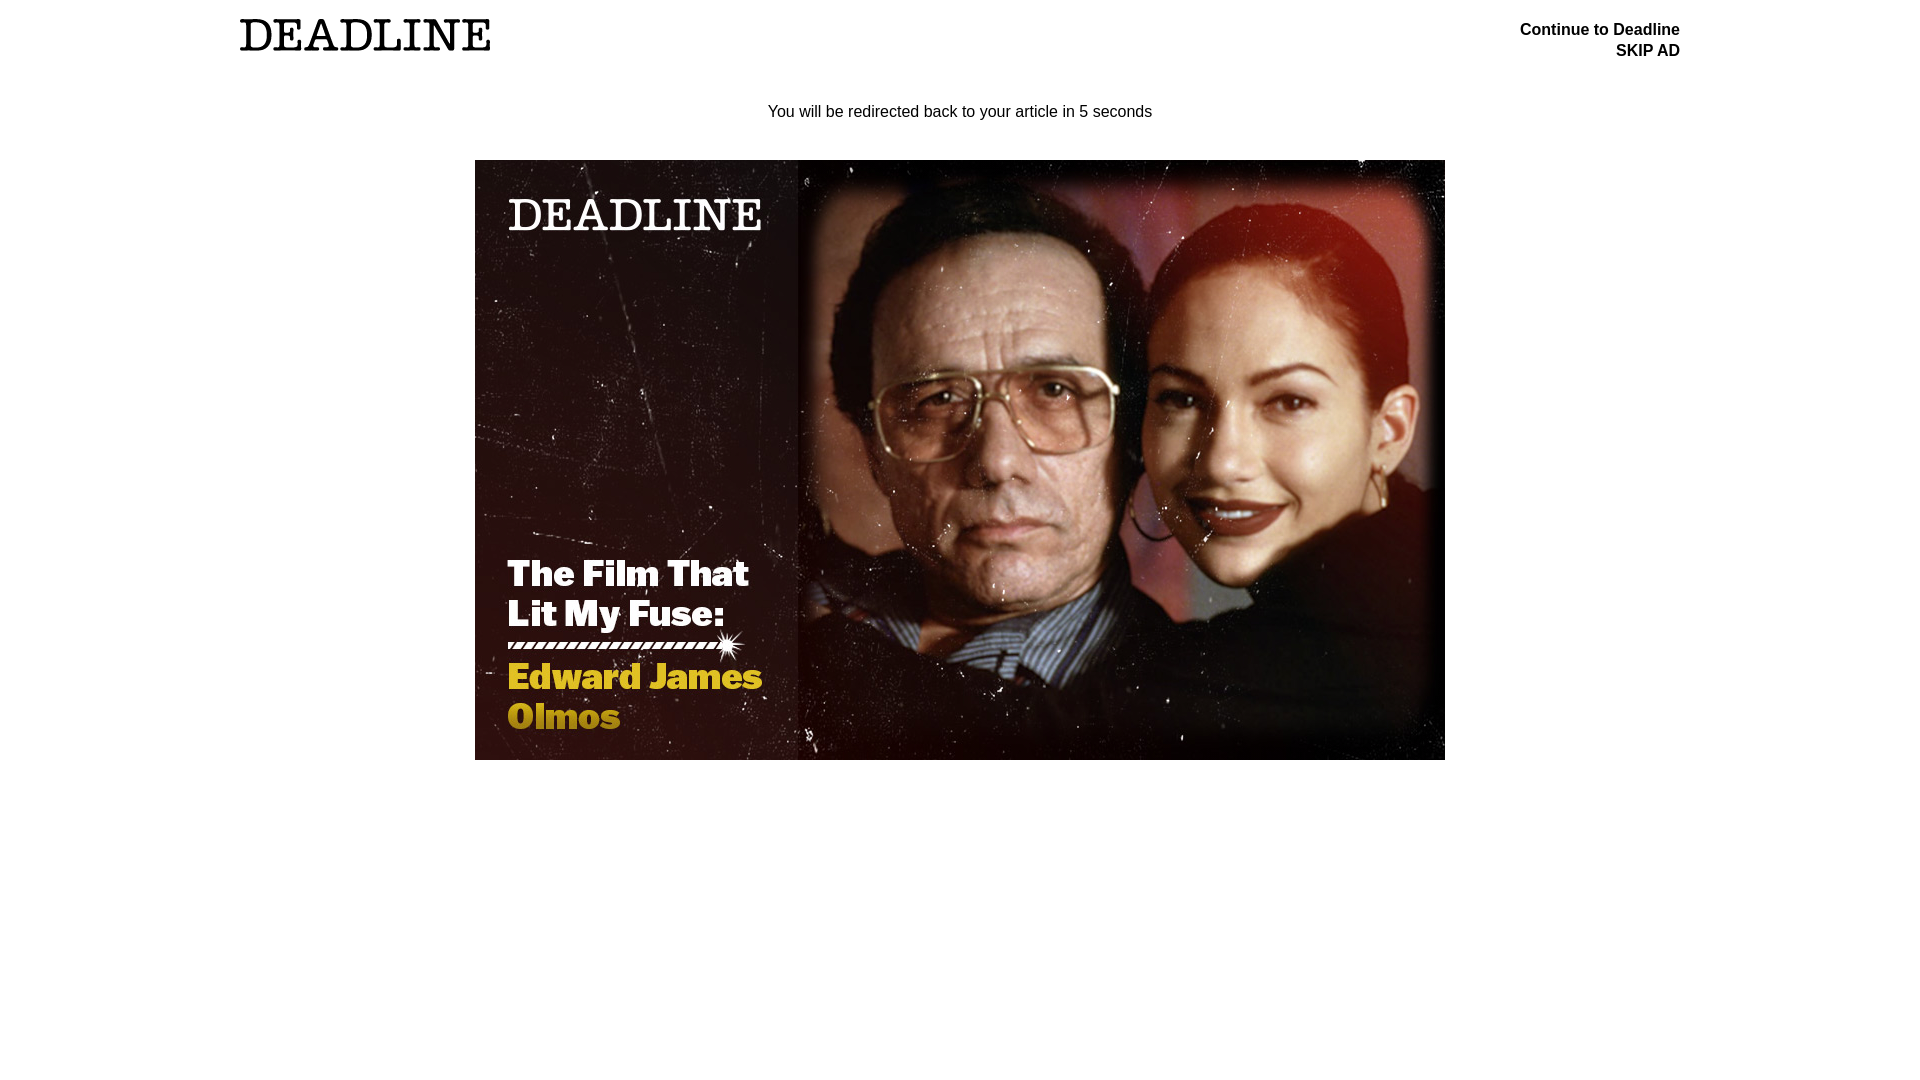 DEADLINE
Continue to Deadline
SKIP AD
You will be redirected back to your article in 5 seconds
DEADLINE
The Film That
Lit My Fuse:
Edward James
Olmos